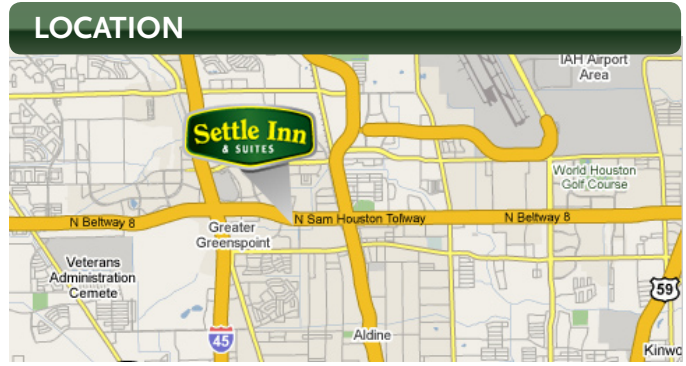 LOCATION
IAH Airport
Area
Settle Inn
& SUITES
World Houston
Golf Course
N Beltway 8
N Sam Houston Tollway
N Beltway 8
Greater
Greenspoint
Veterans
Administration
Cemete
59
45
Aldine
Kinwo